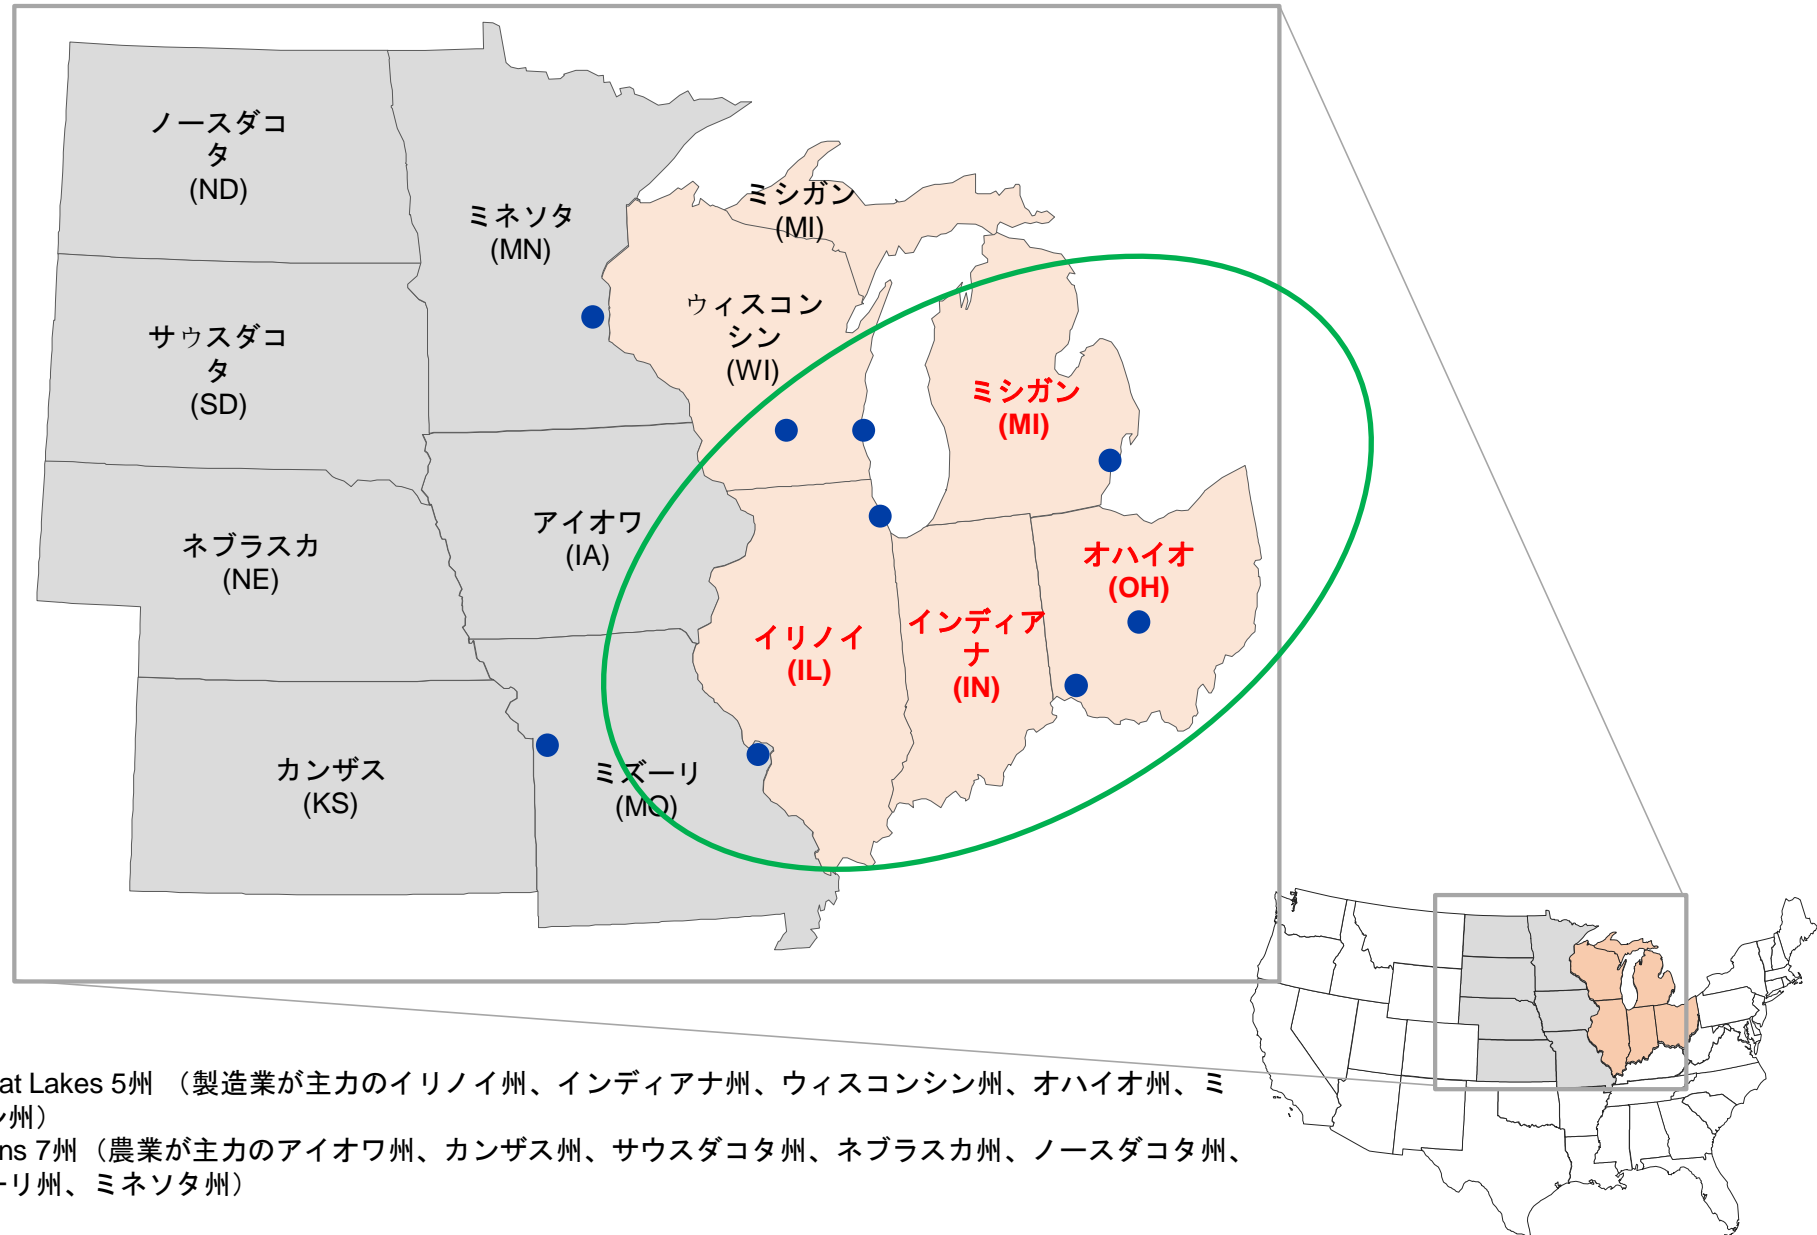 ノースダコ
タ
(ND)
ミネソタ
(MN)
ミシガン
(MI)
サウスダコ
タ
(SD)
ウィスコン
シン
(WI)
ミシガン
(MI)
ネブラスカ
(NE)
アイオワ
(IA)
オハイオ
(OH)
イリノイ
(IL)
インディア
ナ
(IN)
カンザス
(KS)
ミズーリ
(MO)
at Lakes 5州 （製造業が主力のイリノイ州、インディアナ州、ウィスコンシン州、オハイオ州、ミ
ン州）
ns 7州（農業が主力のアイオワ州、カンザス州、サウスダコタ州、ネブラスカ州、ノースダコタ州、
ーリ州、ミネソタ州）